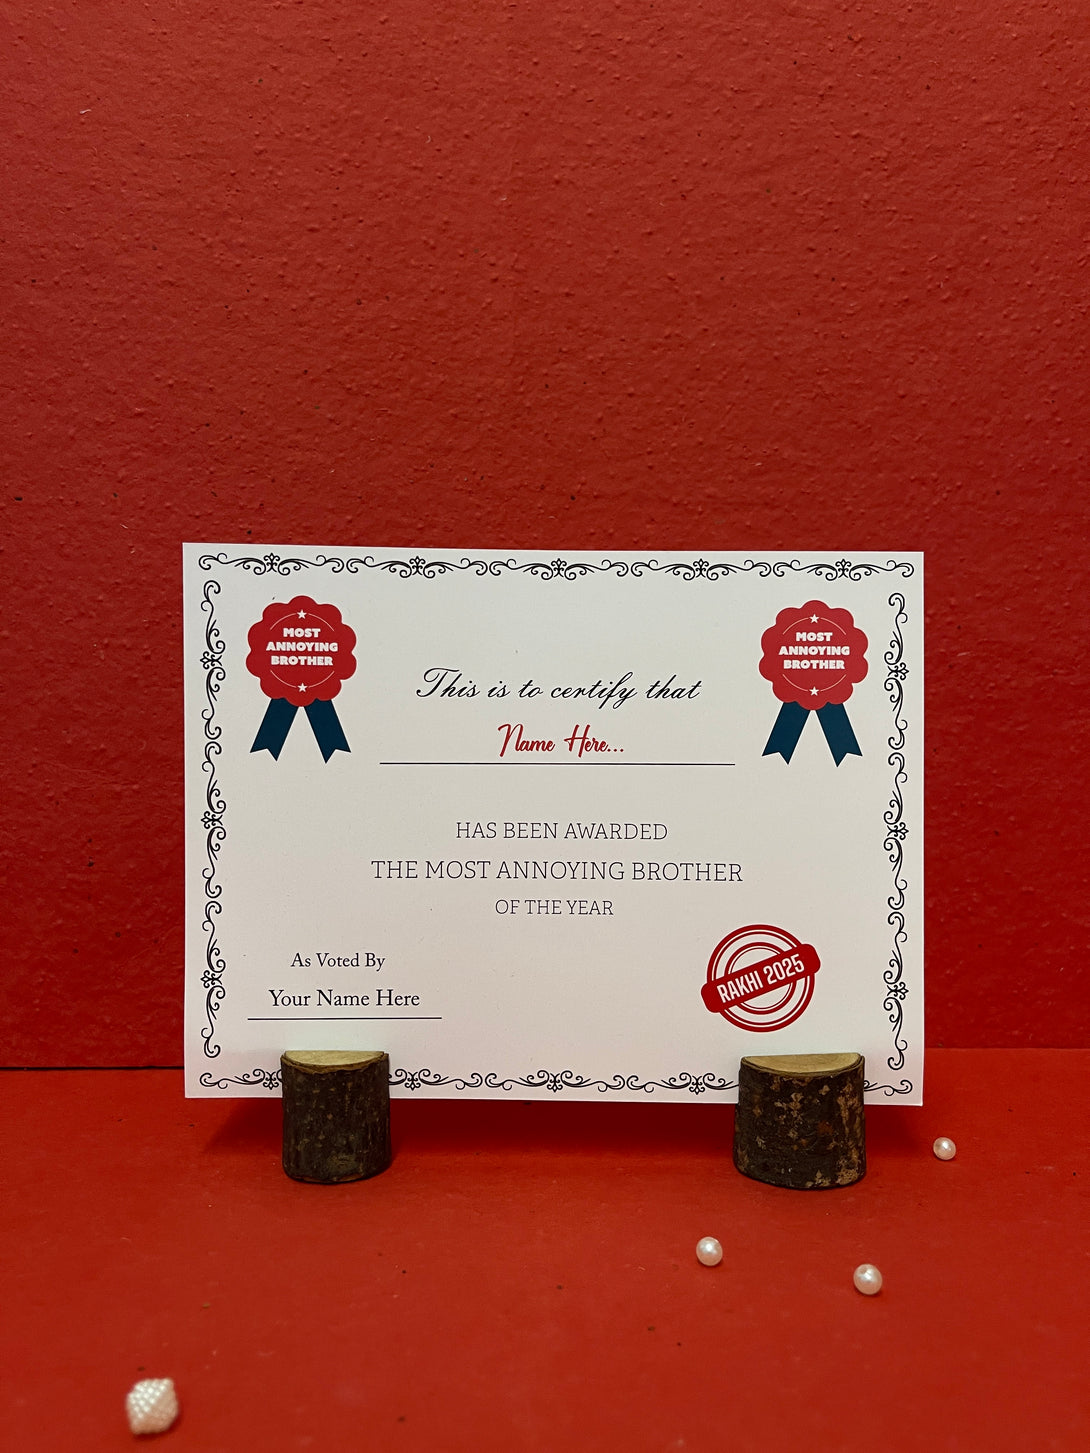 MOST
ANNOYING
BROTHER
MOST
ANNOYING
BROTHER
This is to certify that
Name Here...
HAS BEEN AWARDED
THE MOST ANNOYING BROTHER
OF THE YEAR
As Voted By
Your Name Here
RAKHI 2025